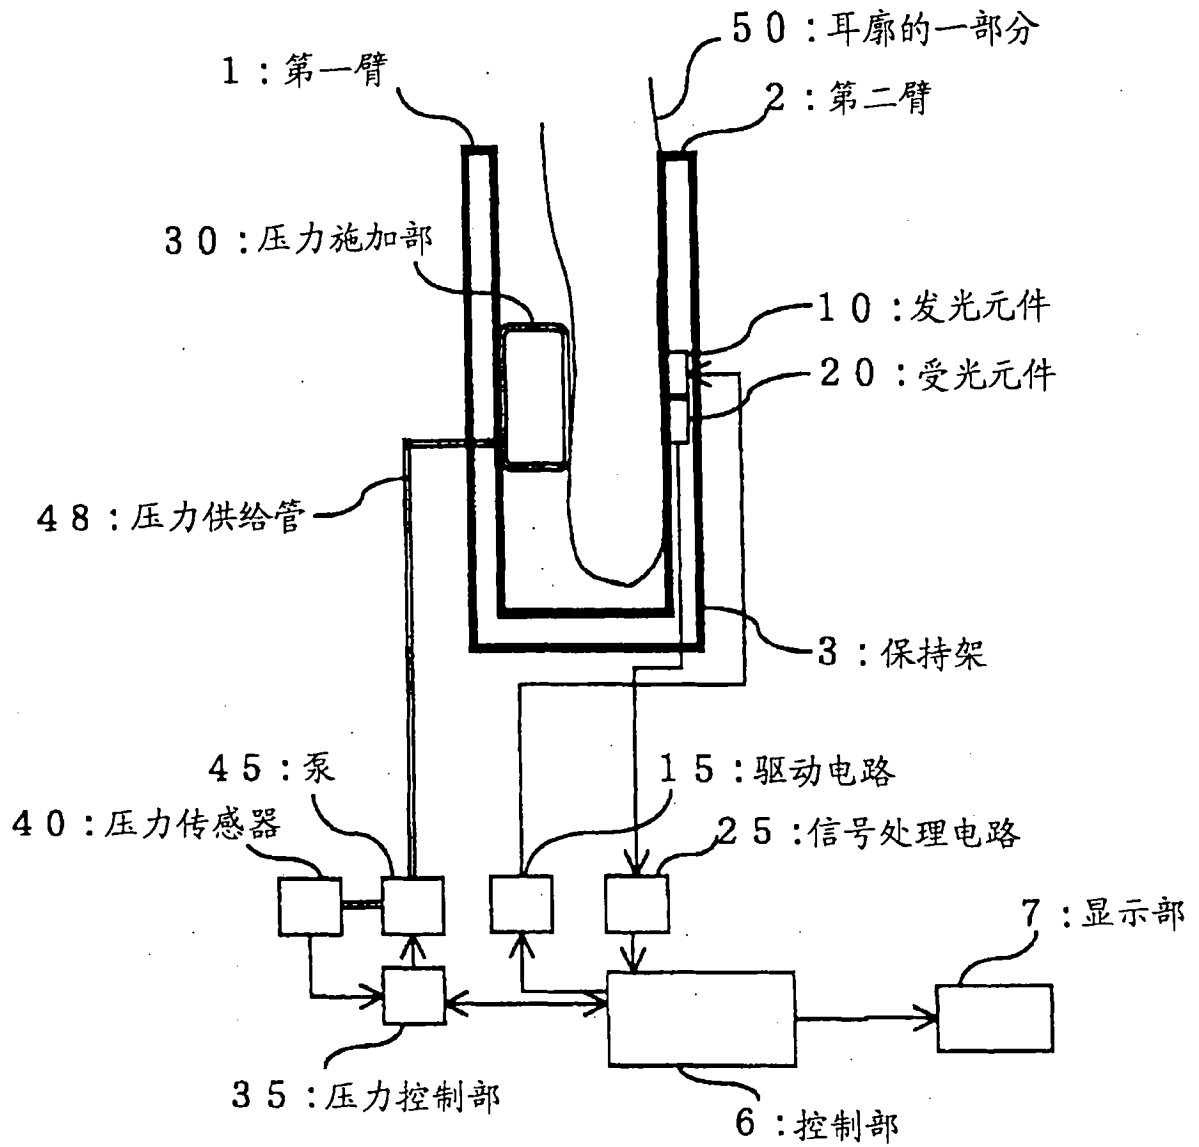 50:耳廓的一部分
1:第一臂
2:第二臂
30:压力施加部
10:发光元件
20:受光元件
48:压力供给管
3:保持架
45:泵
15:驱动电路
40:压力传感器
25:信号处理电路
7:显示部
35:压力控制部
6:控制部